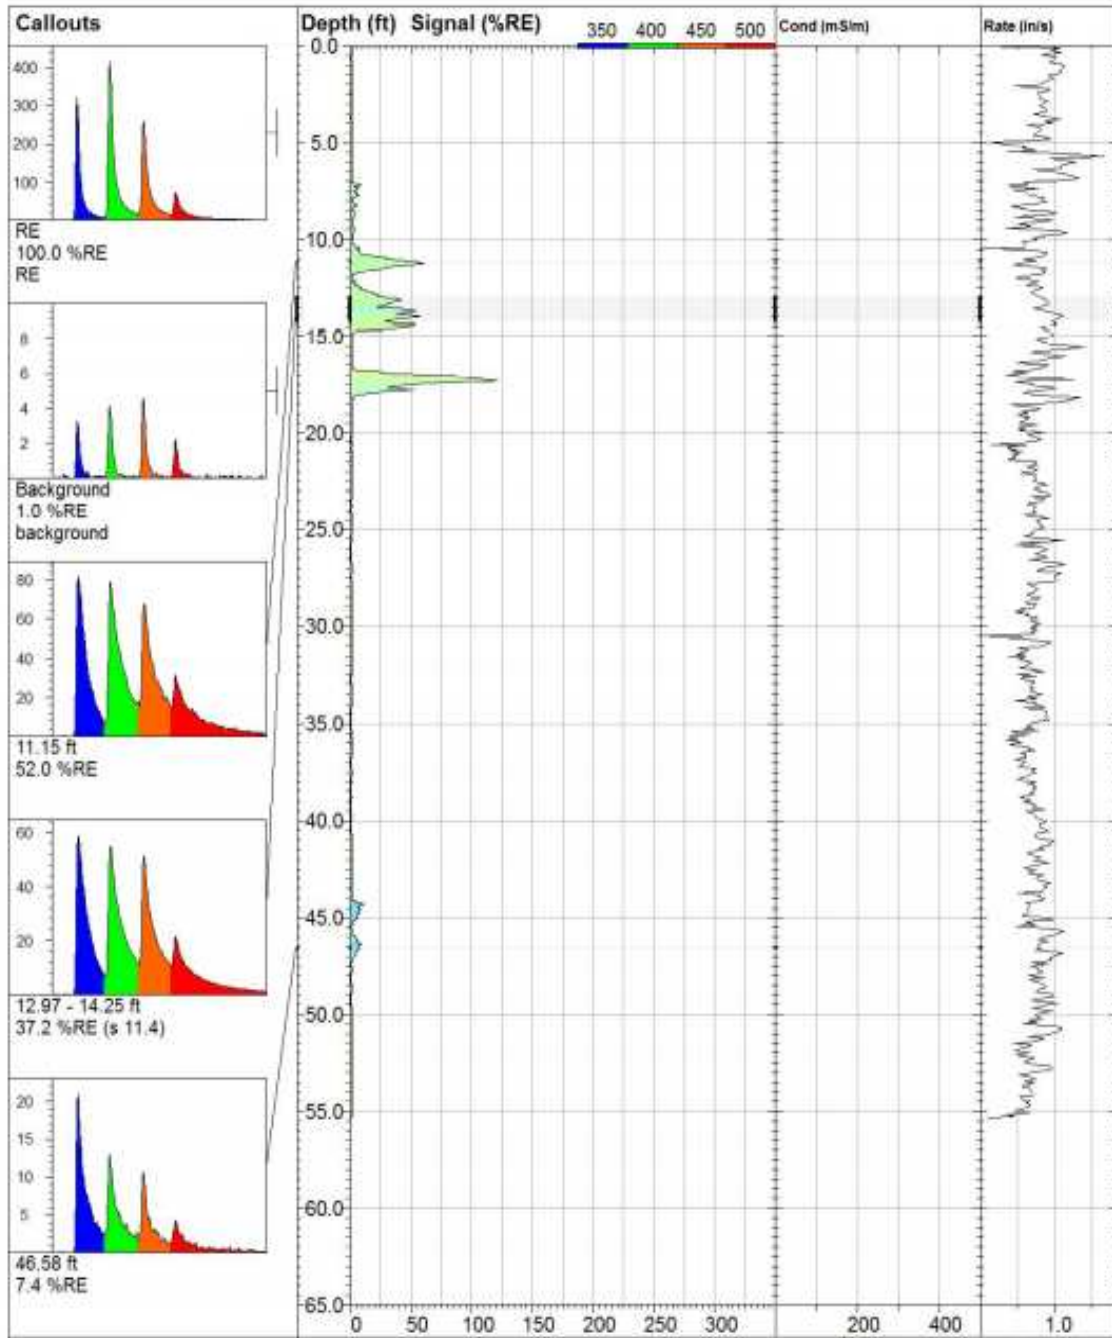 Callouts
Depth (ft) Signal (%RE) 350 400 450 500 Cond (mS/m) Rate (in/s)
400
300
200
100
RE
100.0 %RE
RE
8
6
4
2
Background
1.0 %RE
background
80
60
40
20
11.15 ft
52.0 %RE
60
40
20
12.97 - 14.25 ft
37.2 %RE (s 11.4)
20
15
10
5
46.58 ft
7.4 %RE
0.0
5.0
10.0
15.0
20.0
25.0
30.0
35.0
40.0
45.0
50.0
55.0
60.0
65.0
0 50 100 150 200 250 300 200 400 1.0